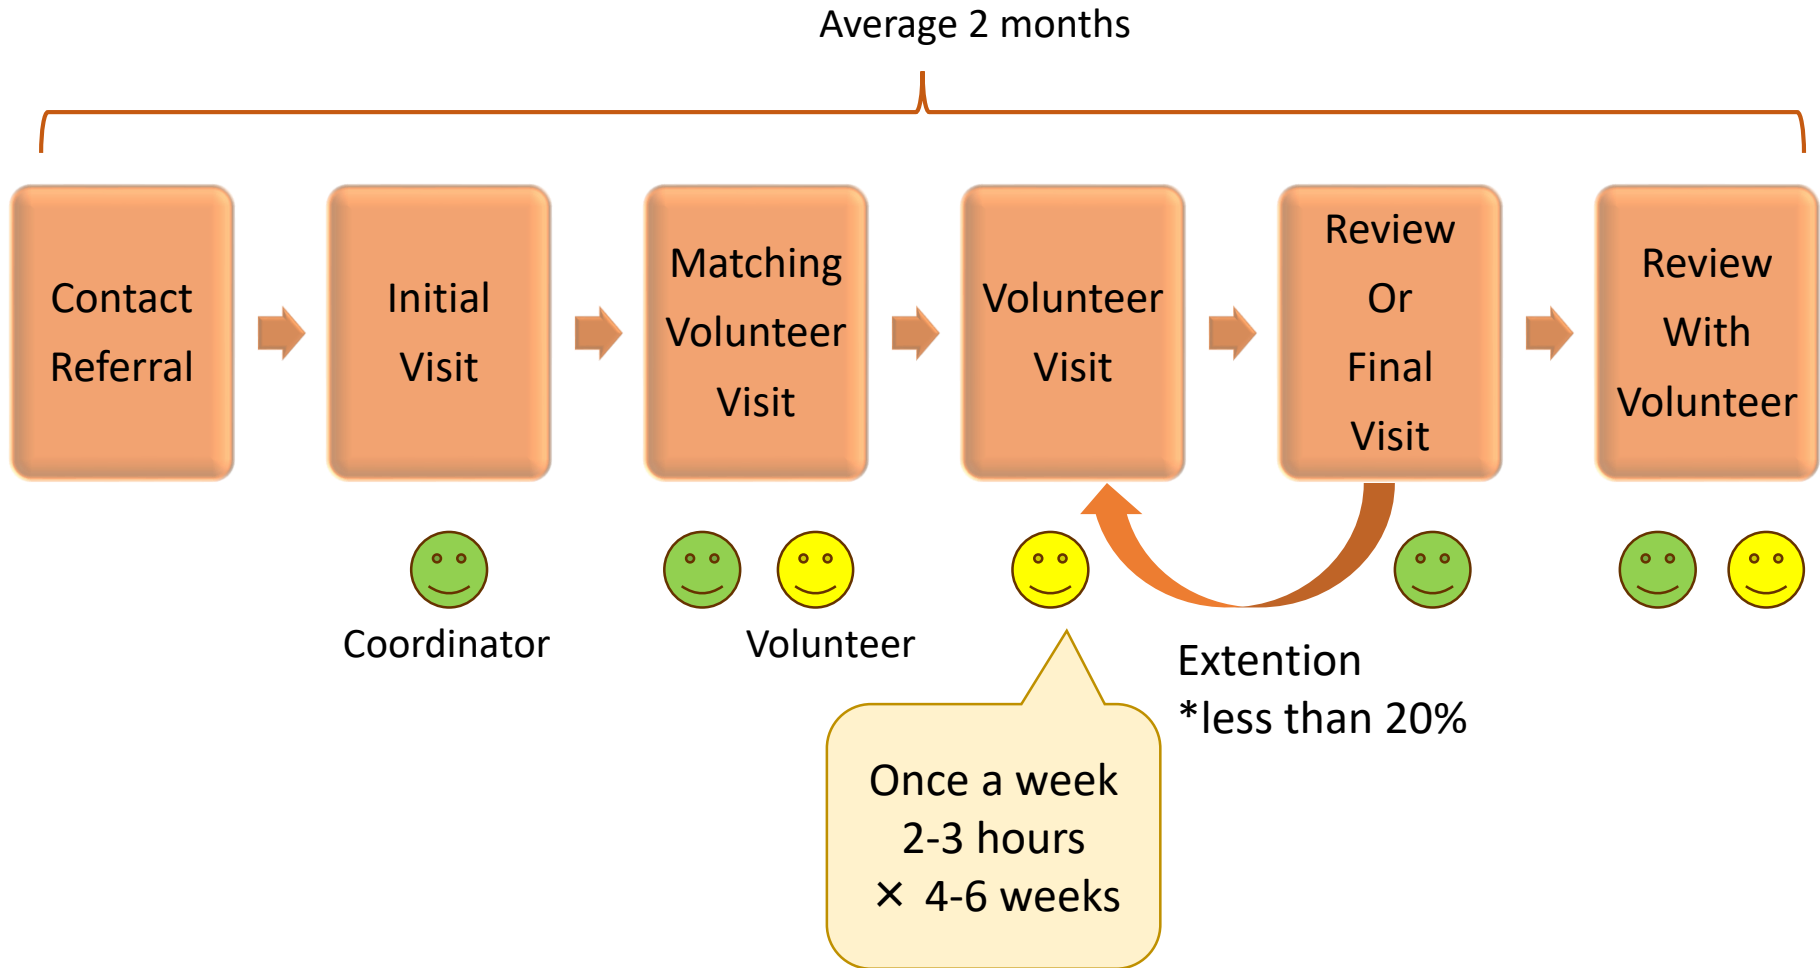 Average 2 months
Contact
Referral
Initial
Visit
Matching
Volunteer
Visit
Volunteer
Visit
Review
Or
Final
Visit
Review
With
Volunteer
Coordinator
Volunteer
Extention
*less than 20%
Once a week
2-3 hours
× 4-6 weeks